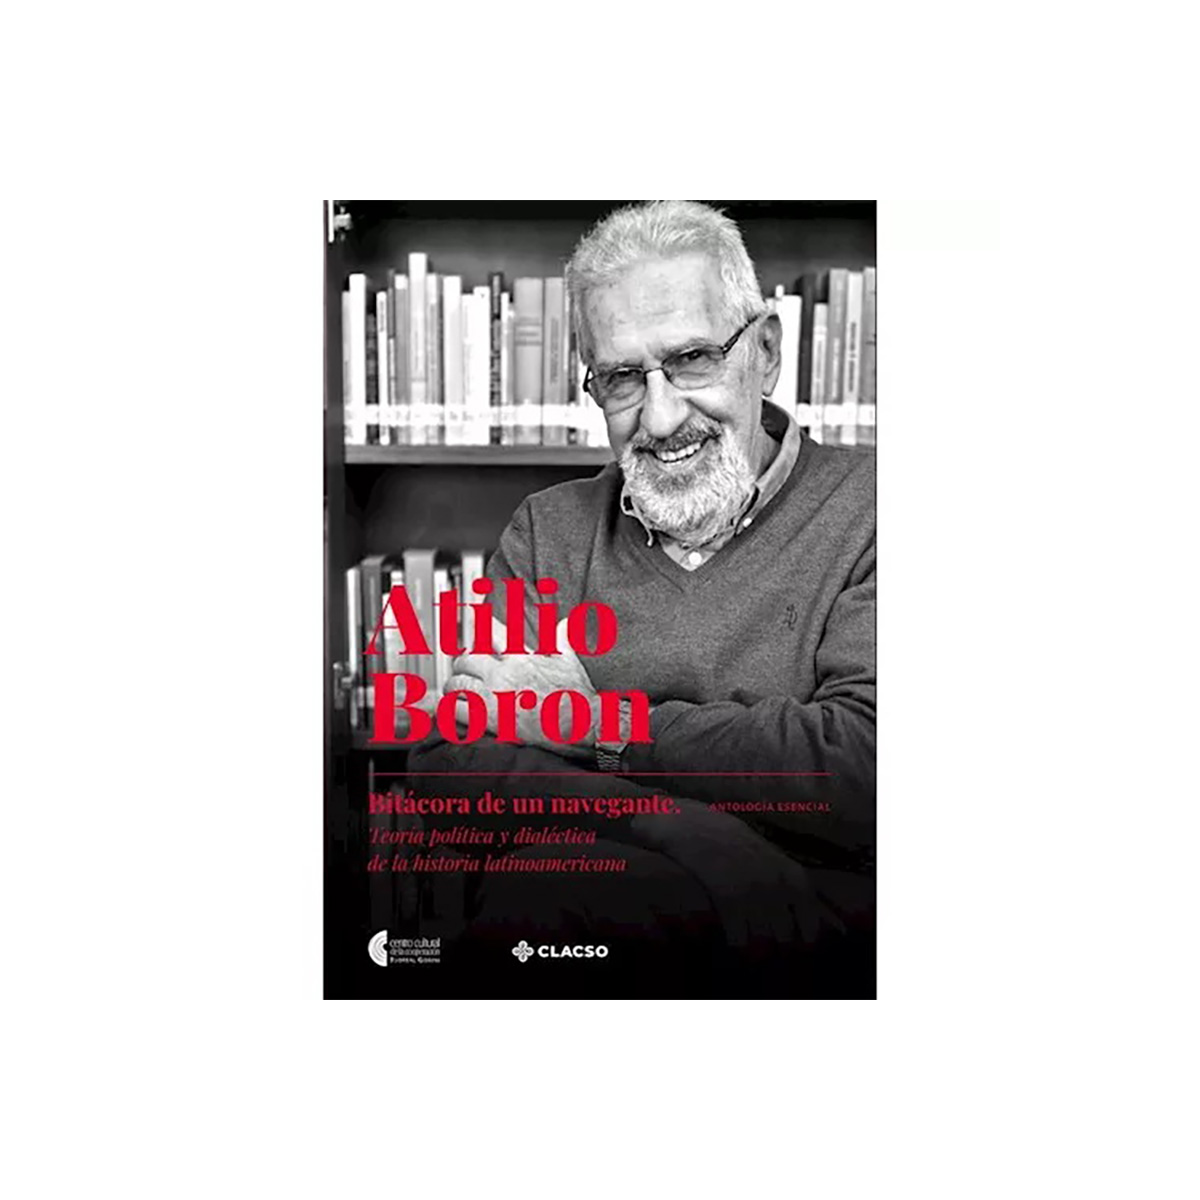 Atilio
Boron
Bitácora de un navegante.
ANTOLOGÍA ESENCIAL
Teoría política y dialéctica
de la historia latinoamericana
centro cultural
de la cooperación
CLACSO